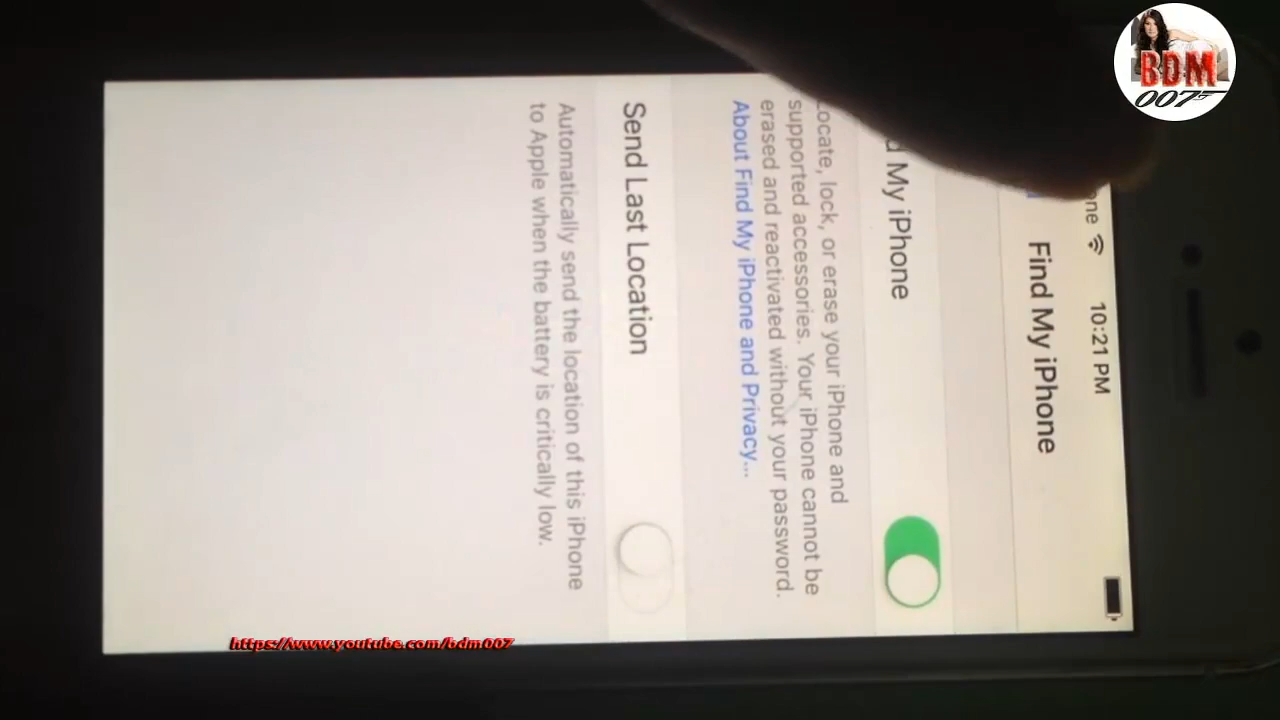 10:21 PM
Find My iPhone
My iPhone
Locate, lock, or erase your iPhone and
supported accessories. Your iPhone cannot be
erased and reactivated without your password.
About Find My iPhone and Privacy...
Send Last Location
Automatically send the location of this iPhone
to Apple when the battery is critically low.
BDM
007
https://www.youtube.com/bdm007